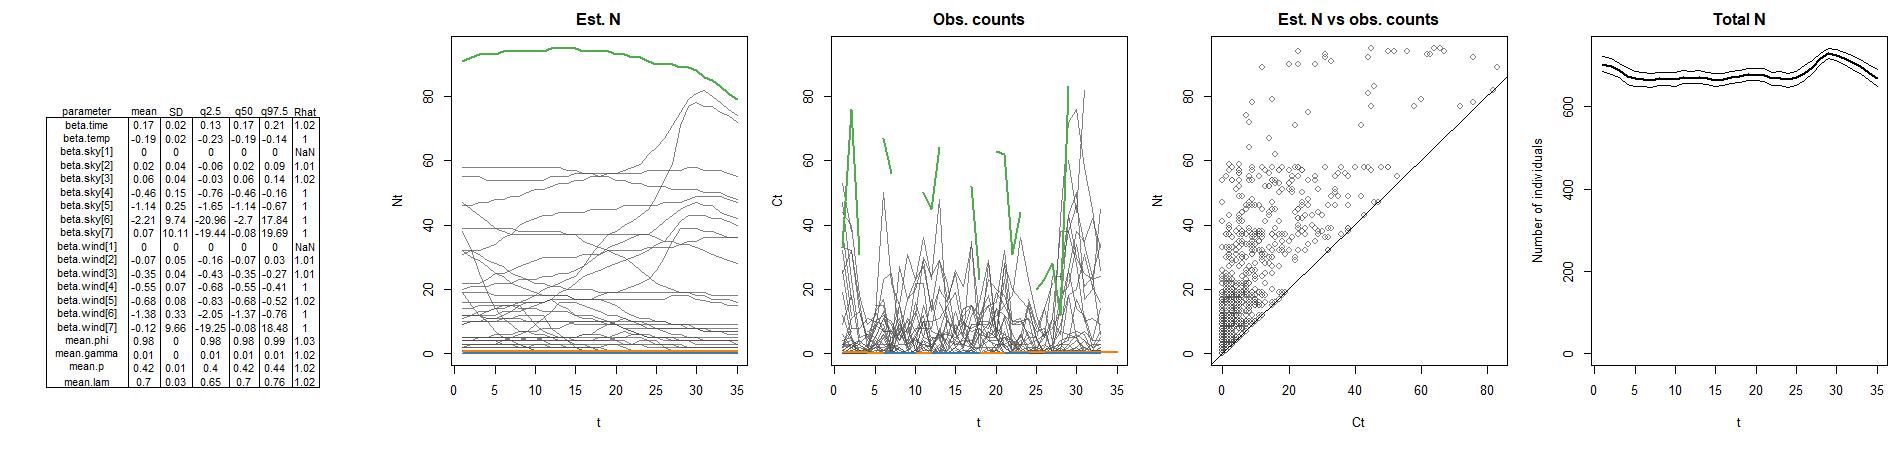 parameter mean SD q2.5 q50 q97.5 Rhat
beta.time 0.17 0.02 0.13 0.17 0.21 1.02
beta.temp -0.19 0.02 -0.23 -0.19 -0.14 1
beta.sky[1] 0 0 0 0 0 NaN
beta.sky[2] 0.02 0.04 -0.06 0.02 0.09 1.01
beta.sky[3] 0.06 0.04 -0.03 0.06 0.14 1.02
beta.sky[4] -0.46 0.15 -0.76 -0.46 -0.16 1
beta.sky[5] -1.14 0.25 -1.65 -1.14 -0.67 1
beta.sky[6] -2.21 9.74 -20.96 -2.7 17.84 1
beta.sky[7] 0.07 10.11 -19.44 -0.08 19.69 1
beta.wind[1] 0 0 0 0 0 NaN
beta.wind[2] -0.07 0.05 -0.16 -0.07 0.03 1.01
beta.wind[3] -0.35 0.04 -0.43 -0.35 -0.27 1.01
beta.wind[4] -0.55 0.07 -0.68 -0.55 -0.41 1
beta.wind[5] -0.68 0.08 -0.83 -0.68 -0.52 1.02
beta.wind[6] -1.38 0.33 -2.05 -1.37 -0.76 1
beta.wind[7] -0.12 9.66 -19.25 -0.08 18.48 1
mean.phi 0.98 0 0.98 0.98 0.99 1.03
mean.gamma 0.01 0 0.01 0.01 0.01 1.02
mean.p 0.42 0.01 0.4 0.42 0.44 1.02
mean.lam 0.7 0.03 0.65 0.7 0.76 1.02
Est. N
Nt
80
60
40
20
0
0 5 10 15 20 25 30 35
t
Obs. counts
Ct
80
60
40
20
0
0 5 10 15 20 25 30 35
t
Est. N vs obs. counts
Nt
80
60
40
20
0
0 20 40 60 80
Ct
Total N
Number of individuals
600
400
200
0
0 5 10 15 20 25 30 35
t